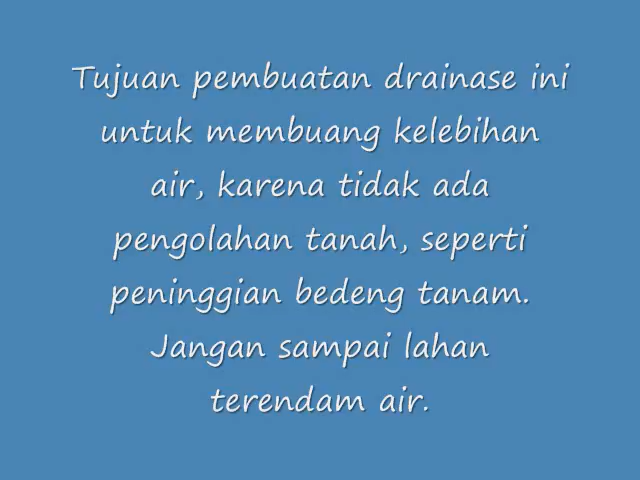 Tujuan pembuatan drainase ini
untuk membuang kelebihan
air, karena tidak ada
pengolahan tanah, seperti
peninggian bedeng tanam.
Jangan sampai lahan
terendam air.